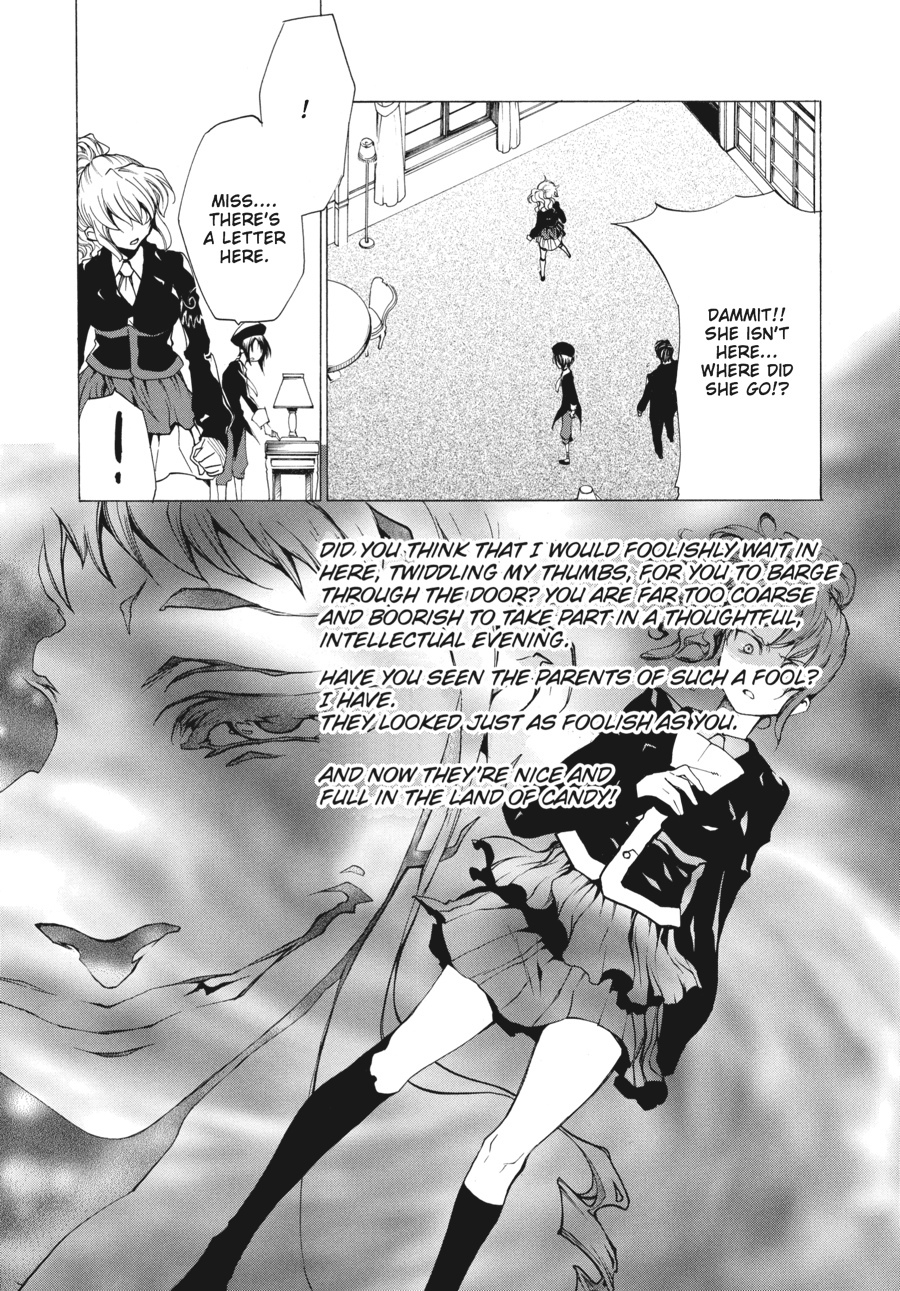 DAMMIT!!
SHE ISN'T
HERE...
WHERE DID
SHE GO!?
!
MISS....
THERE'S
A LETTER
HERE.
!
DID YOU THINK THAT I WOULD FOOLISHLY WAIT IN
HERE, TWIDDLING MY THUMBS, FOR YOU TO BARGE
THROUGH THE DOOR? YOU ARE FAR TOO COARSE
AND BOORISH TO TAKE PART IN A THOUGHTFUL,
INTELLECTUAL EVENING.
HAVE YOU SEEN THE PARENTS OF SUCH A FOOL?
I HAVE.
THEY LOOKED JUST AS FOOLISH AS YOU.
AND NOW THEY'RE NICE AND
FULL IN THE LAND OF CANDY!